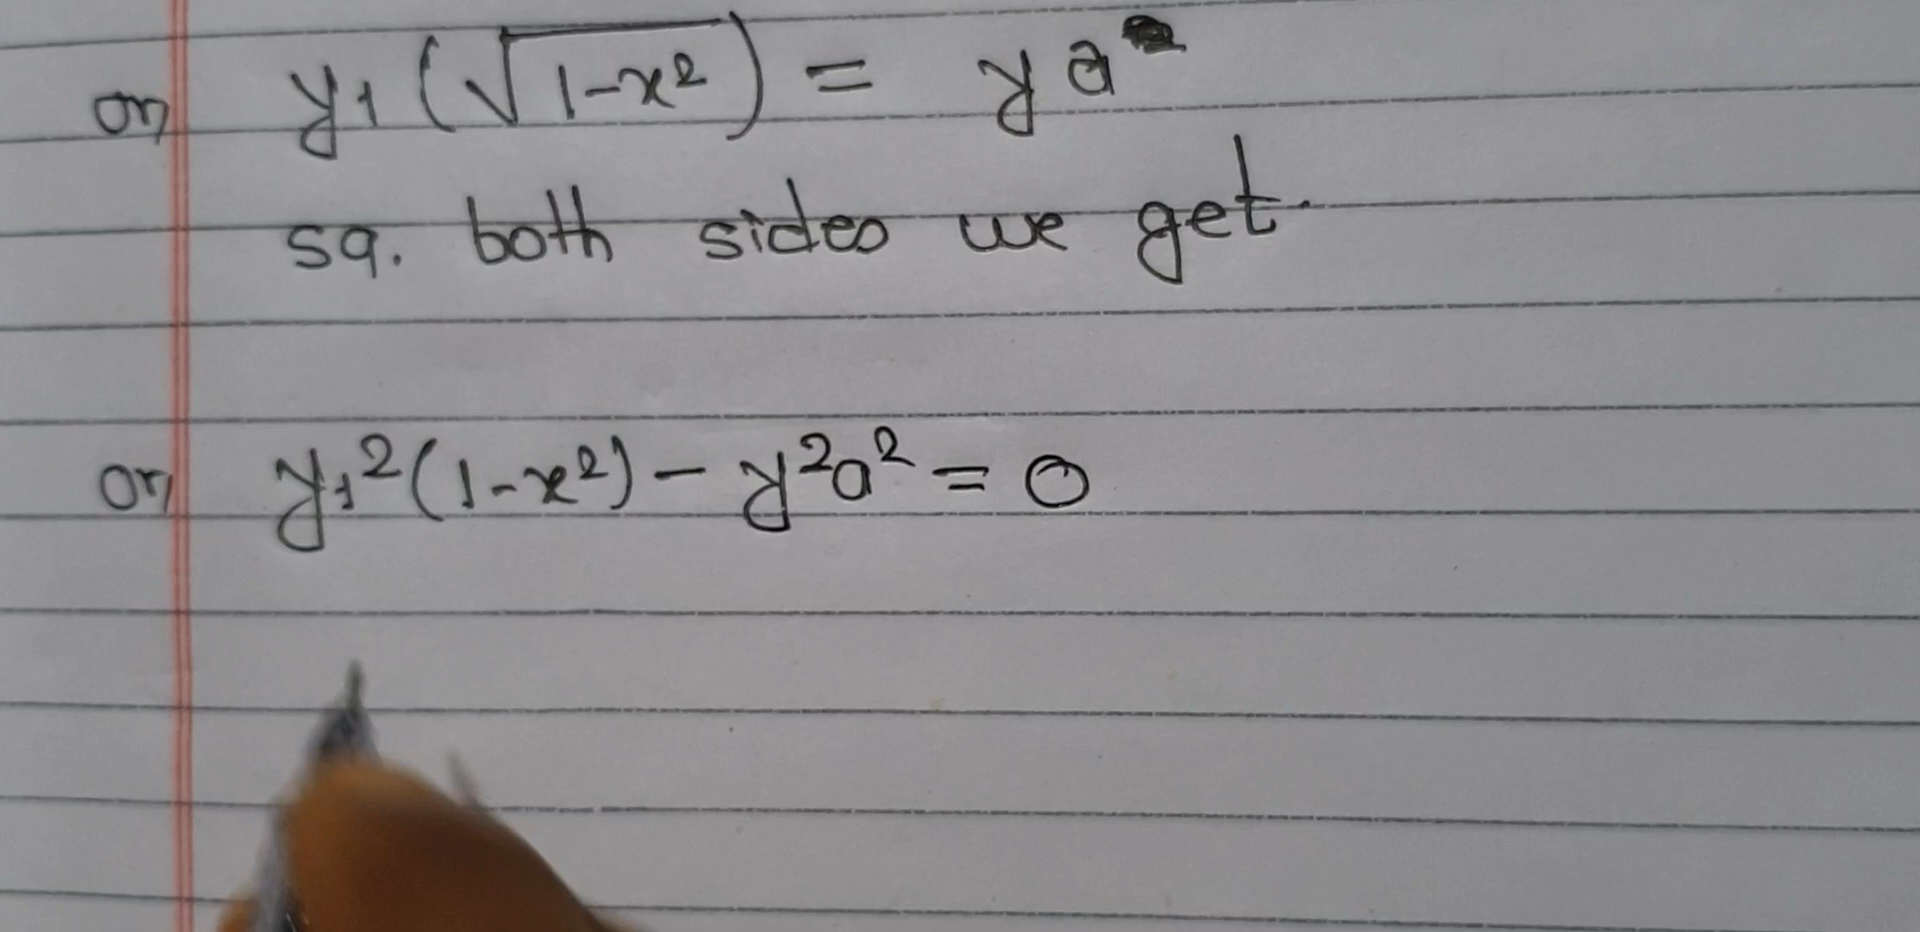 or y₁(√1-x²) = ya
sq. both sides we get.
or y₁²(1-x²) - y²a² = 0